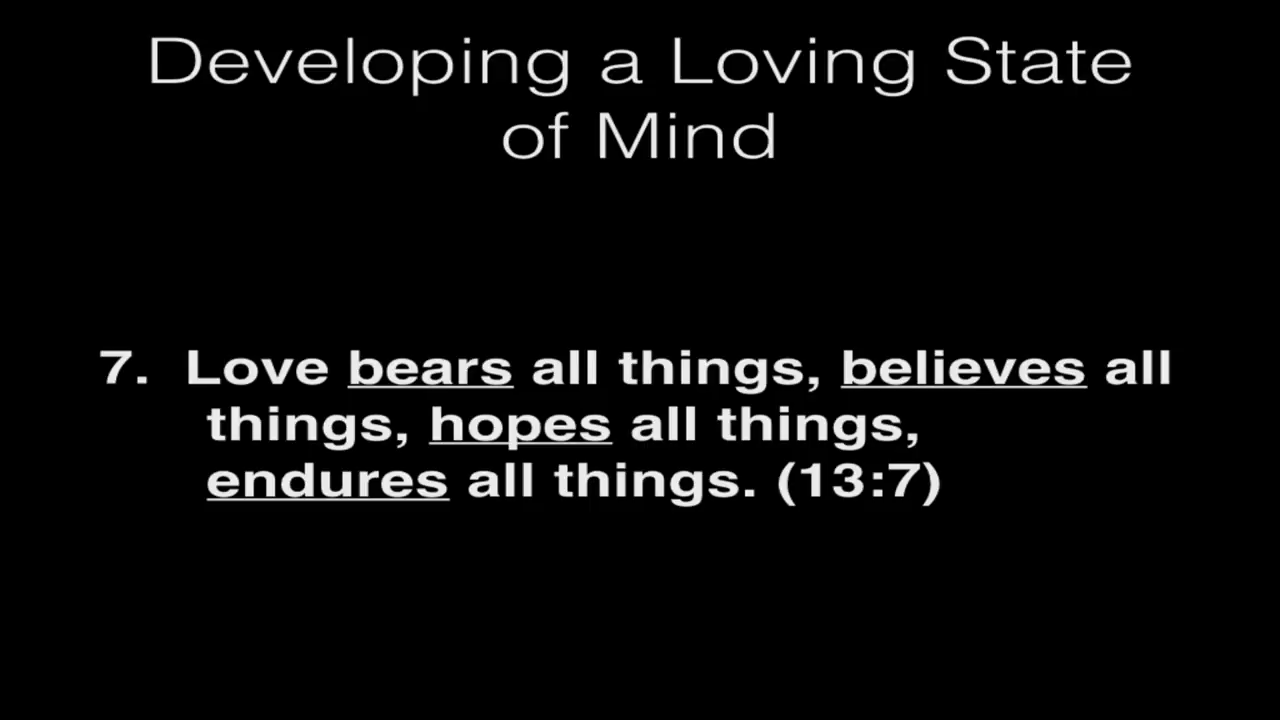 Developing a Loving State
of Mind
7. Love bears all things, believes all
things, hopes all things,
endures all things. (13:7)